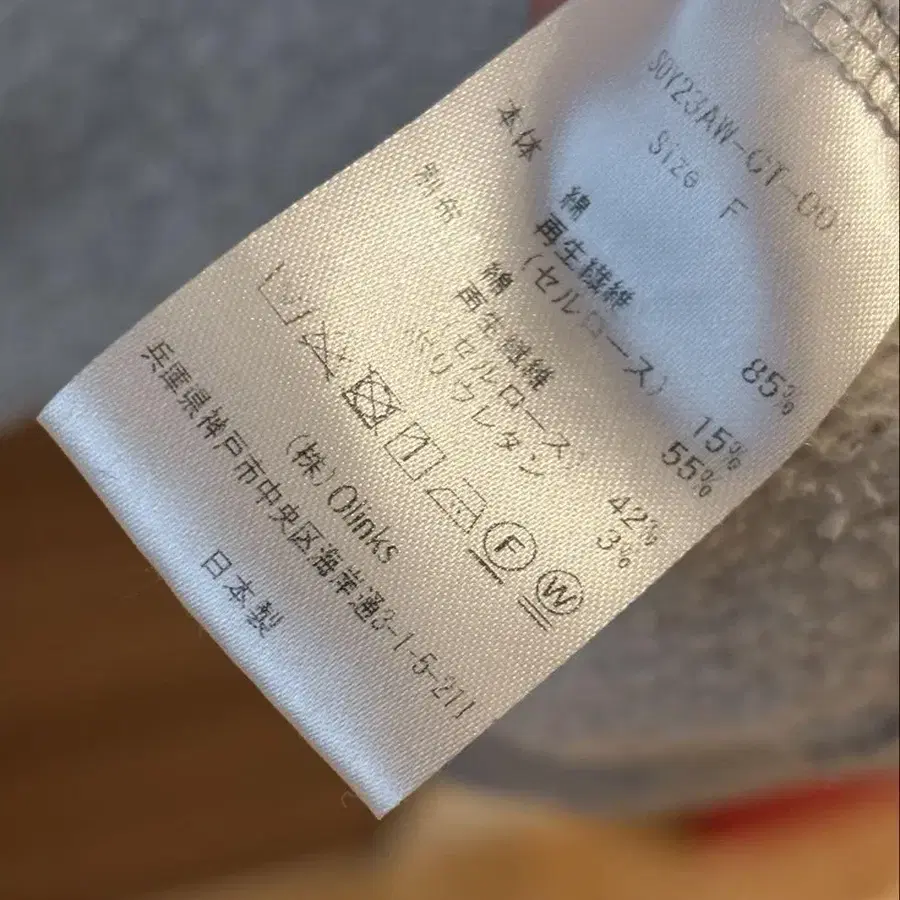 SOY23AW-CT-00
Size F
本体 綿 85%
再生繊維
(セルロース) 15%
別布 綿 55%
再生繊維
(セルロース) 42%
ポリウレタン 3%
F W
(株)Olinks
兵庫県神戸市中央区海岸通3-1-5-211
日本製